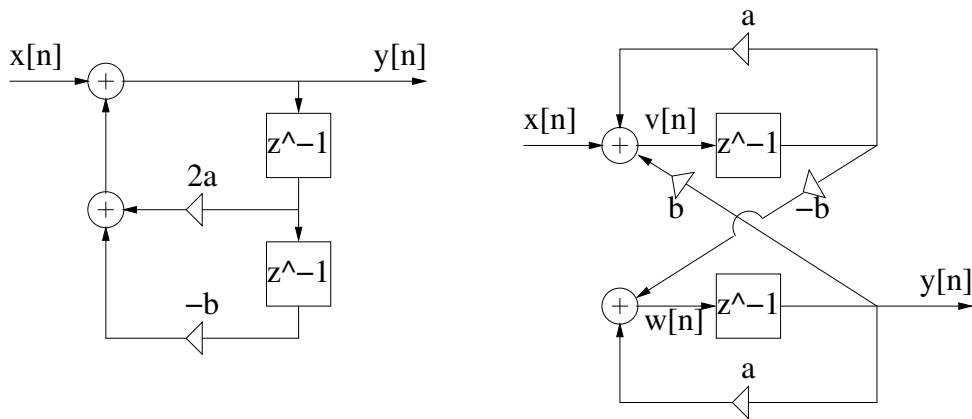 x[n]
+
y[n]
z^−1
2a
+
z^−1
−b
a
x[n]
+
v[n]
z^−1
b
−b
+
w[n]
z^−1
y[n]
a